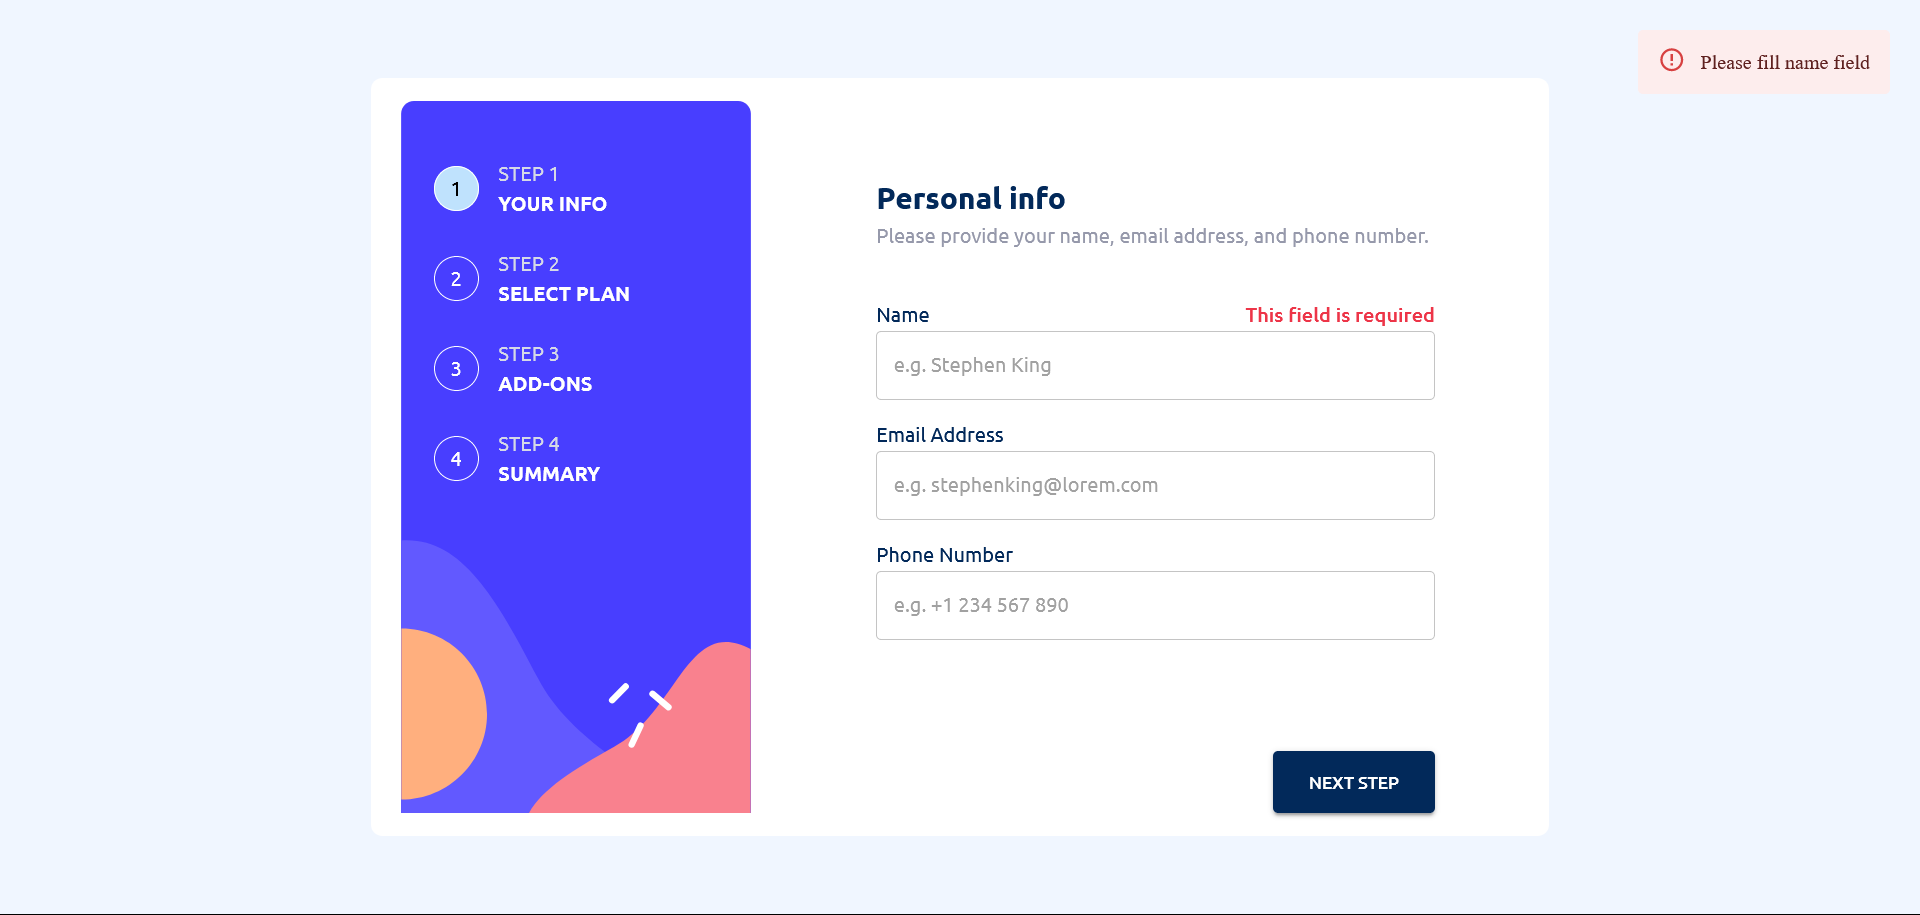 Please fill name field
1
STEP 1
YOUR INFO
2
STEP 2
SELECT PLAN
3
STEP 3
ADD-ONS
4
STEP 4
SUMMARY
Personal info
Please provide your name, email address, and phone number.
Name
This field is required
e.g. Stephen King
Email Address
e.g. stephenking@lorem.com
Phone Number
e.g. +1 234 567 890
NEXT STEP